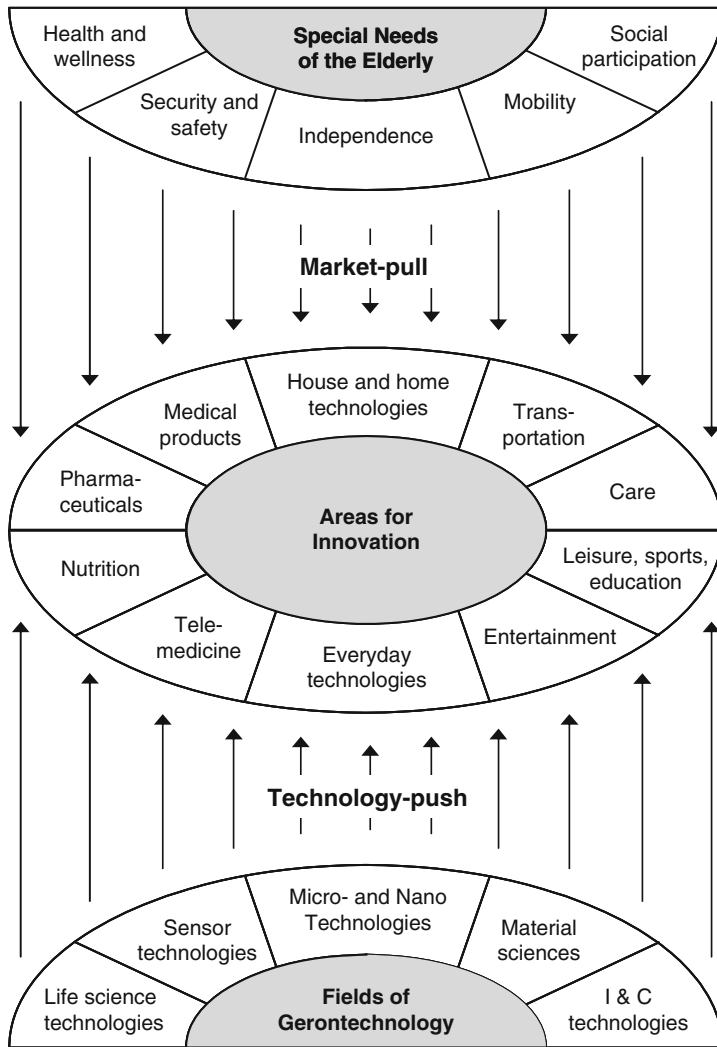 Health and
wellness
Special Needs
of the Elderly
Social
participation
Security and
safety
Independence
Mobility
Market-pull
House and home
technologies
Medical
products
Trans-
portation
Pharma-
ceuticals
Care
Areas for
Innovation
Nutrition
Leisure, sports,
education
Tele-
medicine
Everyday
technologies
Entertainment
Technology-push
Micro- and Nano
Technologies
Sensor
technologies
Material
sciences
Life science
technologies
Fields of
Gerontechnology
I & C
technologies